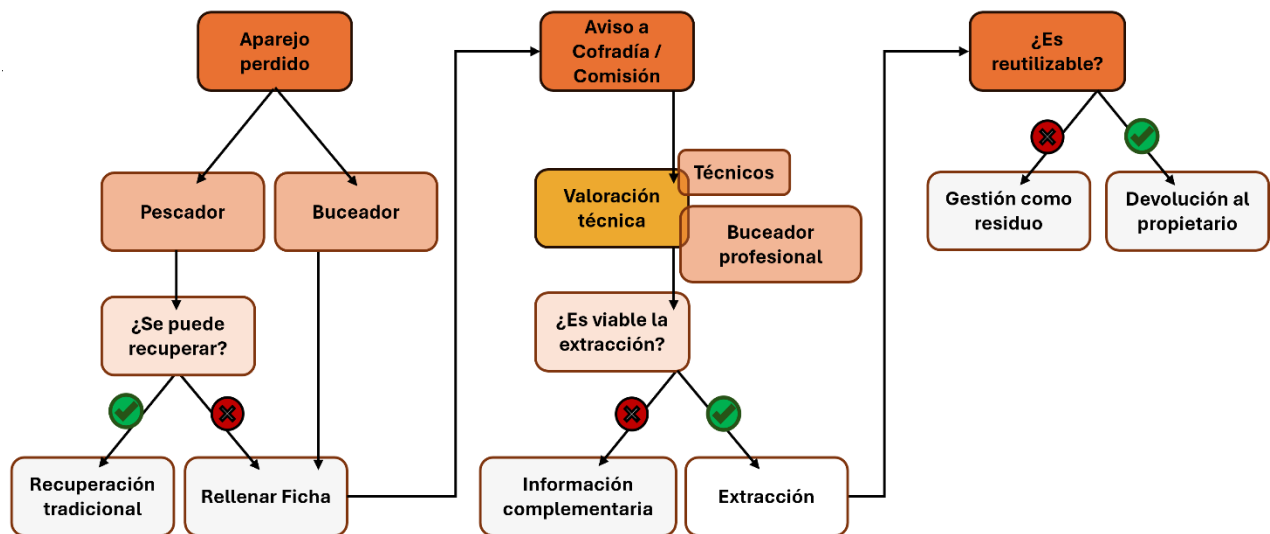 Aparejo
perdido
Pescador
Buceador
¿Se puede
recuperar?
Recuperación
tradicional
Rellenar Ficha
Aviso a
Cofradía /
Comisión
Técnicos
Valoración
técnica
Buceador
profesional
¿Es viable la
extracción?
Información
complementaria
Extracción
¿Es
reutilizable?
Gestión como
residuo
Devolución al
propietario